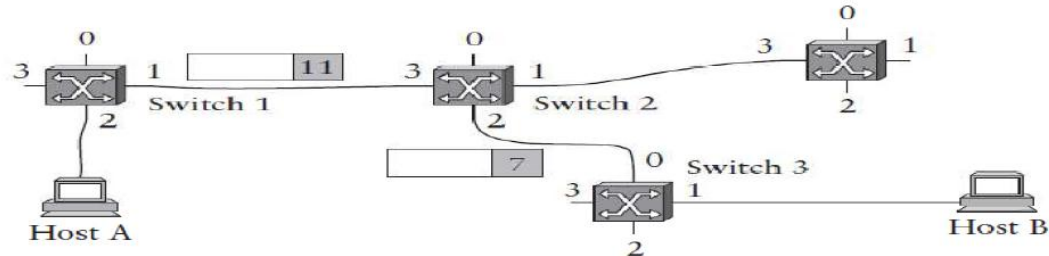 0
0
0
3 1 11 3 1 3 1
Switch 1 Switch 2
2 2 2
7 0 Switch 3
3 1
Host A 2 Host B